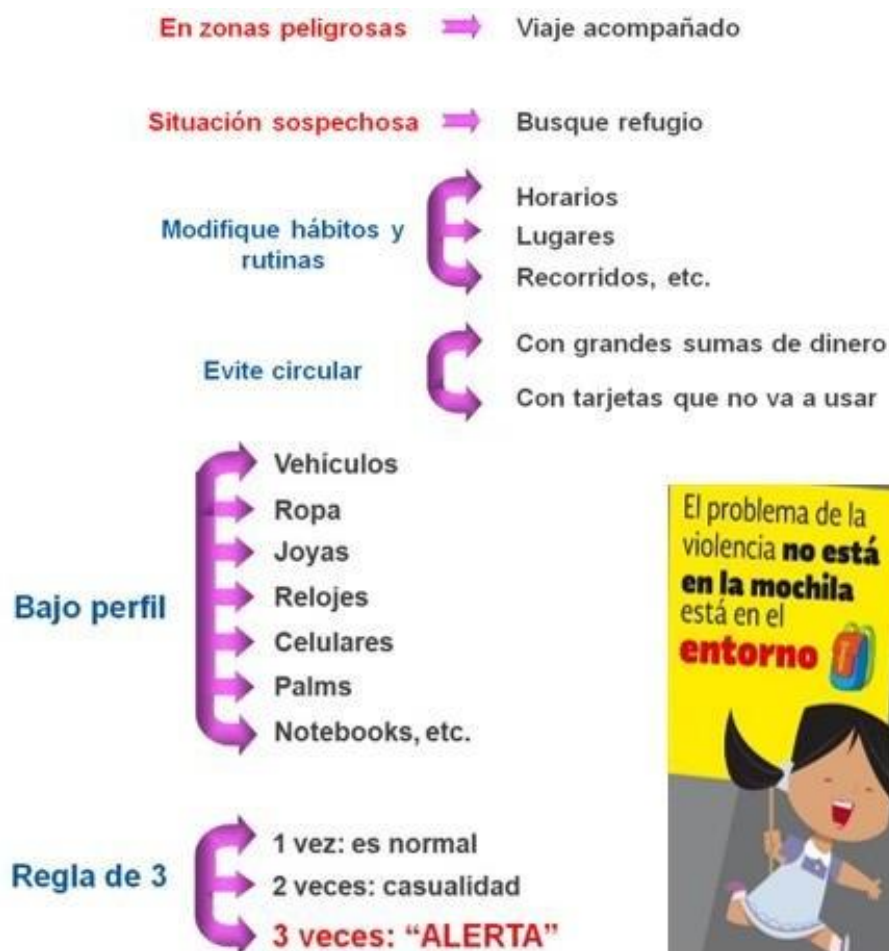 En zonas peligrosas
Viaje acompañado
Situación sospechosa
Busque refugio
Modifique hábitos y
rutinas
Horarios
Lugares
Recorridos, etc.
Evite circular
Con grandes sumas de dinero
Con tarjetas que no va a usar
Bajo perfil
Vehículos
Ropa
Joyas
Relojes
Celulares
Palms
Notebooks, etc.
El problema de la
violencia no está
en la mochila
está en el
entorno
Regla de 3
1 vez: es normal
2 veces: casualidad
3 veces: “ALERTA”